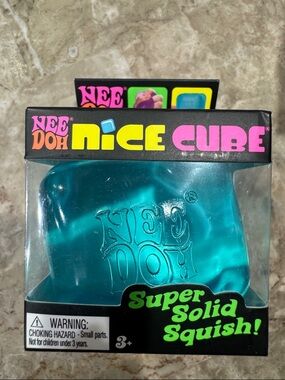 NEE
DOH
NEE
DOH® NICE CUBE®
NEE
DOH®
Super
Solid
Squish!
WARNING:
CHOKING HAZARD - Small parts.
Not for children under 3 years.
3+